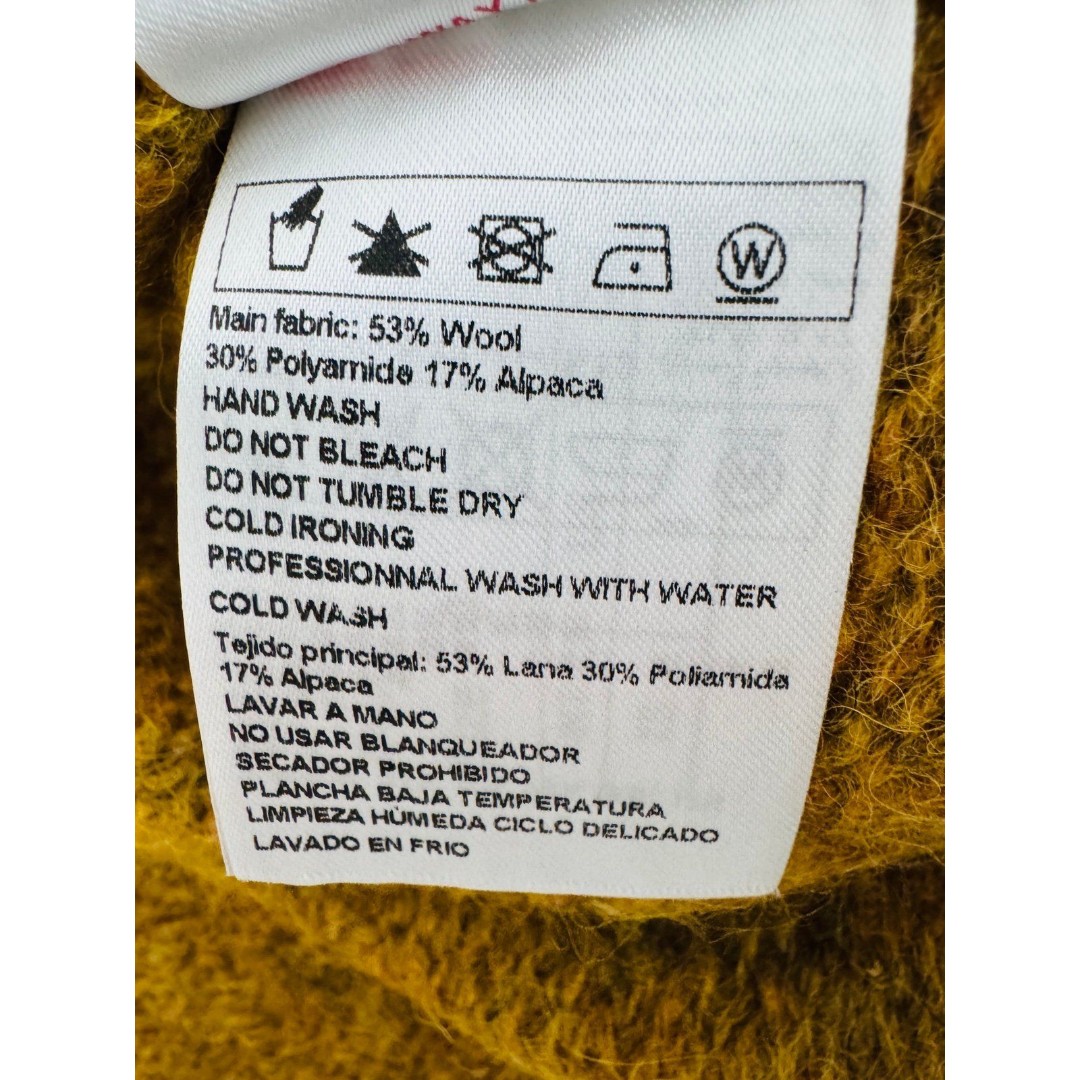 W
Main fabric: 53% Wool
30% Polyamide 17% Alpaca
HAND WASH
DO NOT BLEACH
DO NOT TUMBLE DRY
COLD IRONING
PROFESSIONNAL WASH WITH WATER
COLD WASH
Tejido principal: 53% Lana 30% Poliamida
17% Alpaca
LAVAR A MANO
NO USAR BLANQUEADOR
SECADOR PROHIBIDO
PLANCHA BAJA TEMPERATURA
LIMPIEZA HÚMEDA CICLO DELICADO
LAVADO EN FRIO